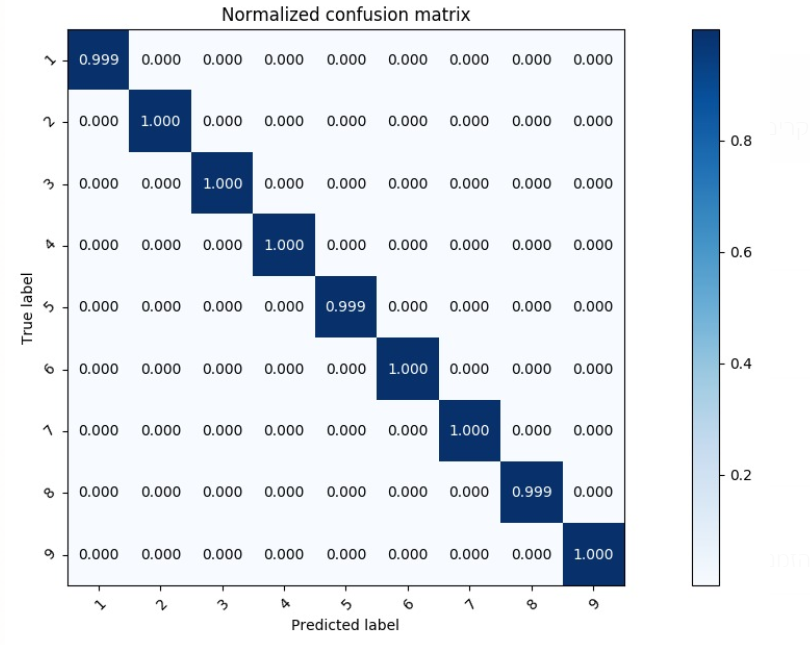 Normalized confusion matrix
1 0.999 0.000 0.000 0.000 0.000 0.000 0.000 0.000 0.000
2 0.000 1.000 0.000 0.000 0.000 0.000 0.000 0.000 0.000
3 0.000 0.000 1.000 0.000 0.000 0.000 0.000 0.000 0.000
4 0.000 0.000 0.000 1.000 0.000 0.000 0.000 0.000 0.000
5 0.000 0.000 0.000 0.000 0.999 0.000 0.000 0.000 0.000
6 0.000 0.000 0.000 0.000 0.000 1.000 0.000 0.000 0.000
7 0.000 0.000 0.000 0.000 0.000 0.000 1.000 0.000 0.000
8 0.000 0.000 0.000 0.000 0.000 0.000 0.000 0.999 0.000
9 0.000 0.000 0.000 0.000 0.000 0.000 0.000 0.000 1.000
1 2 3 4 5 6 7 8 9
Predicted label
True label
0.8
0.6
0.4
0.2